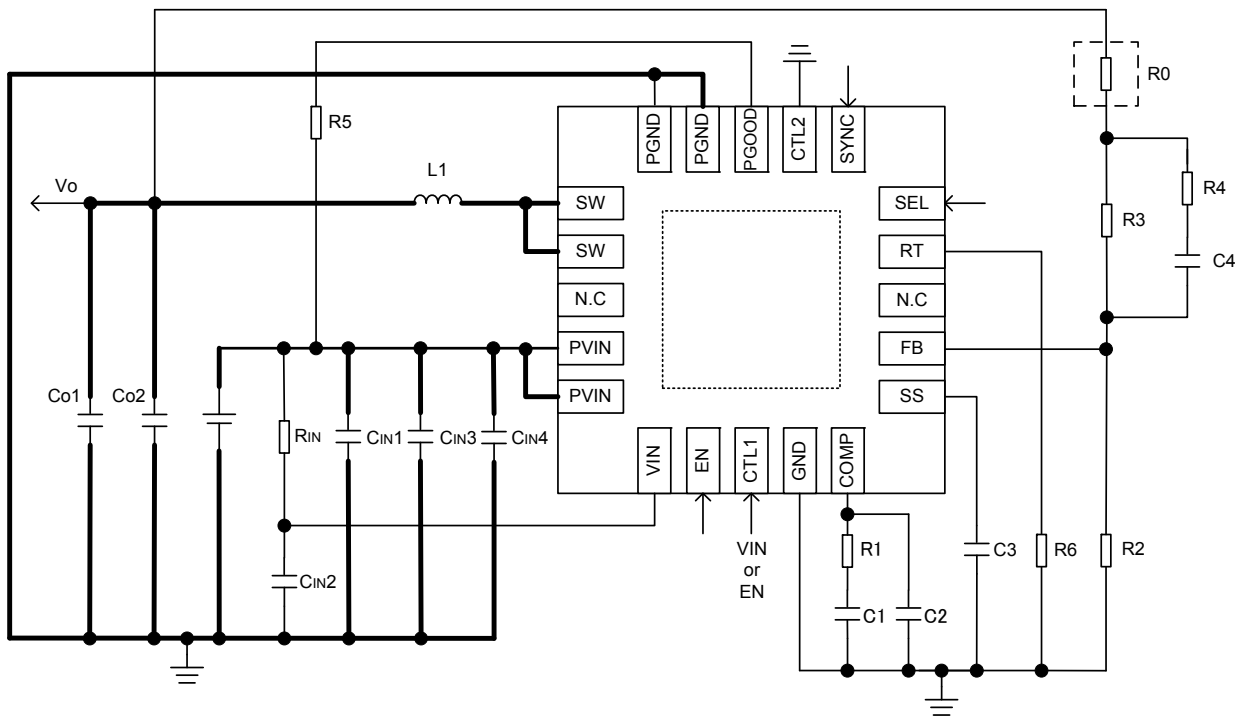 R0
R5
PGND
PGND
PGOOD
CTL2
SYNC
L1
Vo
SW
SEL
R4
R3
SW
RT
C4
N.C
N.C
PVIN
FB
PVIN
SS
Co1
Co2
RIN
CIN1
CIN3
CIN4
VIN
EN
CTL1
GND
COMP
CIN2
VIN
or
EN
R1
C3
R6
R2
C1
C2